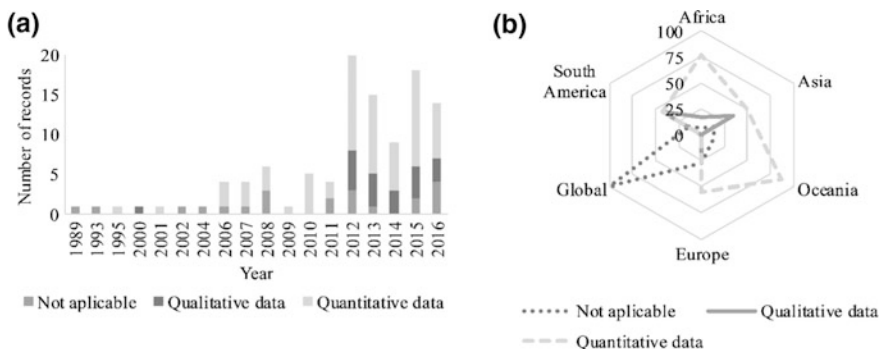 (a)
20
15
10
5
0
Number of records
1989
1993
1995
2000
2001
2002
2004
2006
2007
2008
2009
2010
2011
2012
2013
2014
2015
2016
Year
Not aplicable
Qualitative data
Quantitative data
(b)
Africa
100
75
50
25
0
South
America
Asia
Global
Oceania
Europe
Not aplicable
Qualitative data
Quantitative data